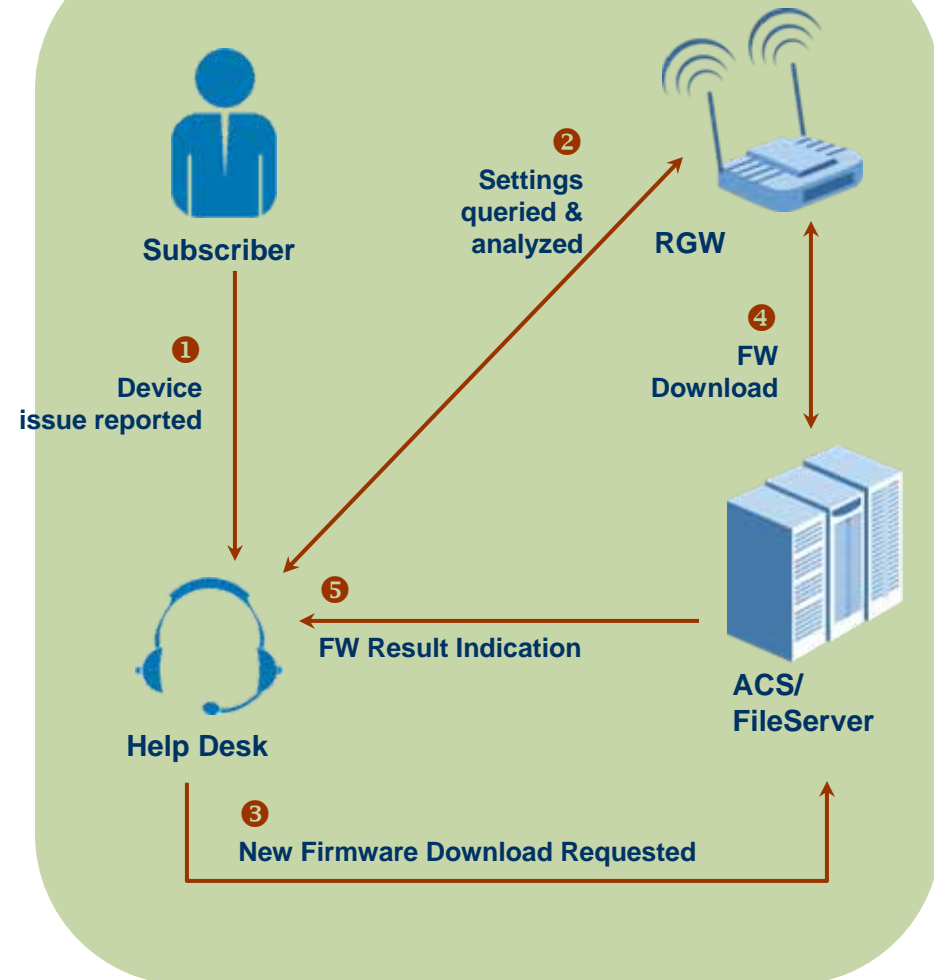 ❷
Settings
queried &
analyzed
Subscriber
RGW
❶
Device
issue reported
❹
FW
Download
❺
FW Result Indication
ACS/
FileServer
Help Desk
❸
New Firmware Download Requested